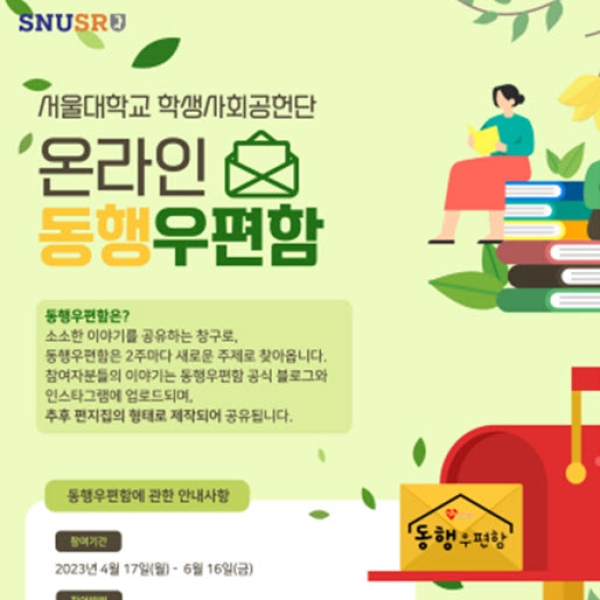 SNUSR
서울대학교 학생사회공헌단
온라인
동행우편함
동행우편함은?
소소한 이야기를 공유하는 창구로,
동행우편함은 2주마다 새로운 주제로 찾아옵니다.
참여자분들의 이야기는 동행우편함 공식 블로그와
인스타그램에 업로드되며,
추후 편지집의 형태로 제작되어 공유됩니다.
동행우편함에 관한 안내사항
참여기간
2023년 4월 17일(월) - 6월 16일(금)
동행우편함